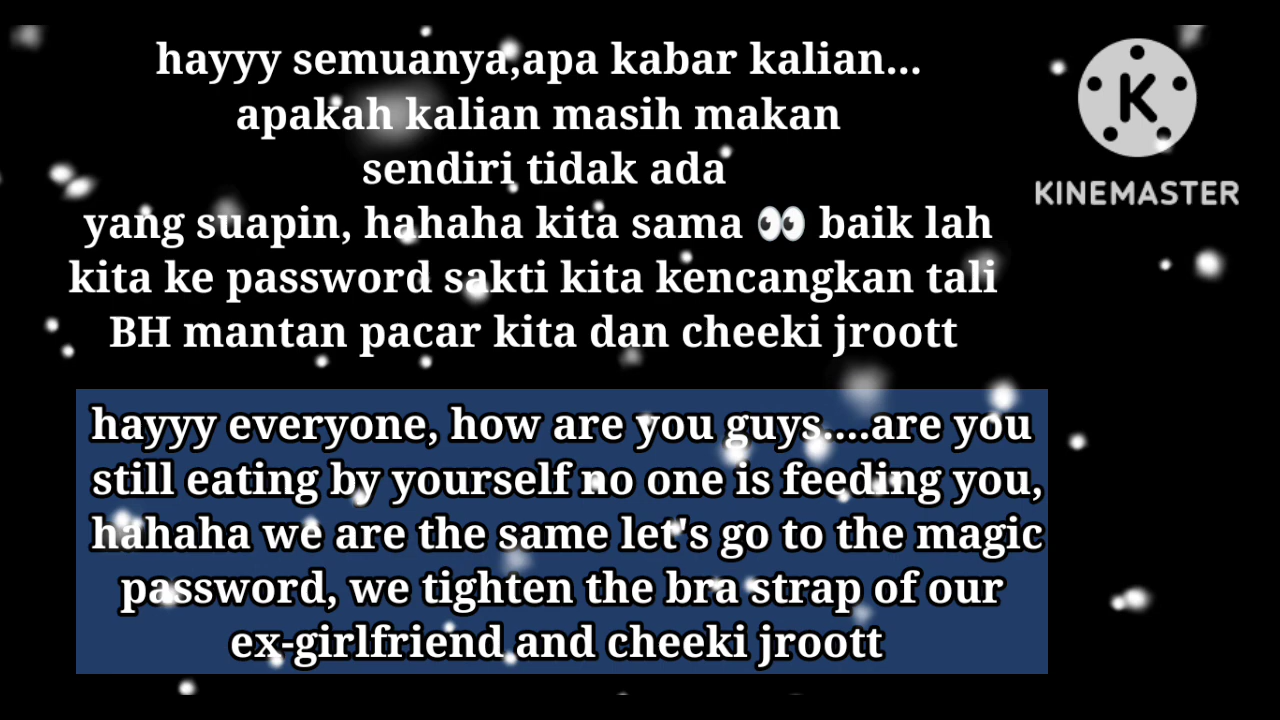 hayyy semuanya,apa kabar kalian...
apakah kalian masih makan
sendiri tidak ada
yang suapin, hahaha kita sama 👀 baik lah
kita ke password sakti kita kencangkan tali
BH mantan pacar kita dan cheeki jroott
K
KINEMASTER
hayyy everyone, how are you guys....are you
still eating by yourself no one is feeding you,
hahaha we are the same let's go to the magic
password, we tighten the bra strap of our
ex-girlfriend and cheeki jroott